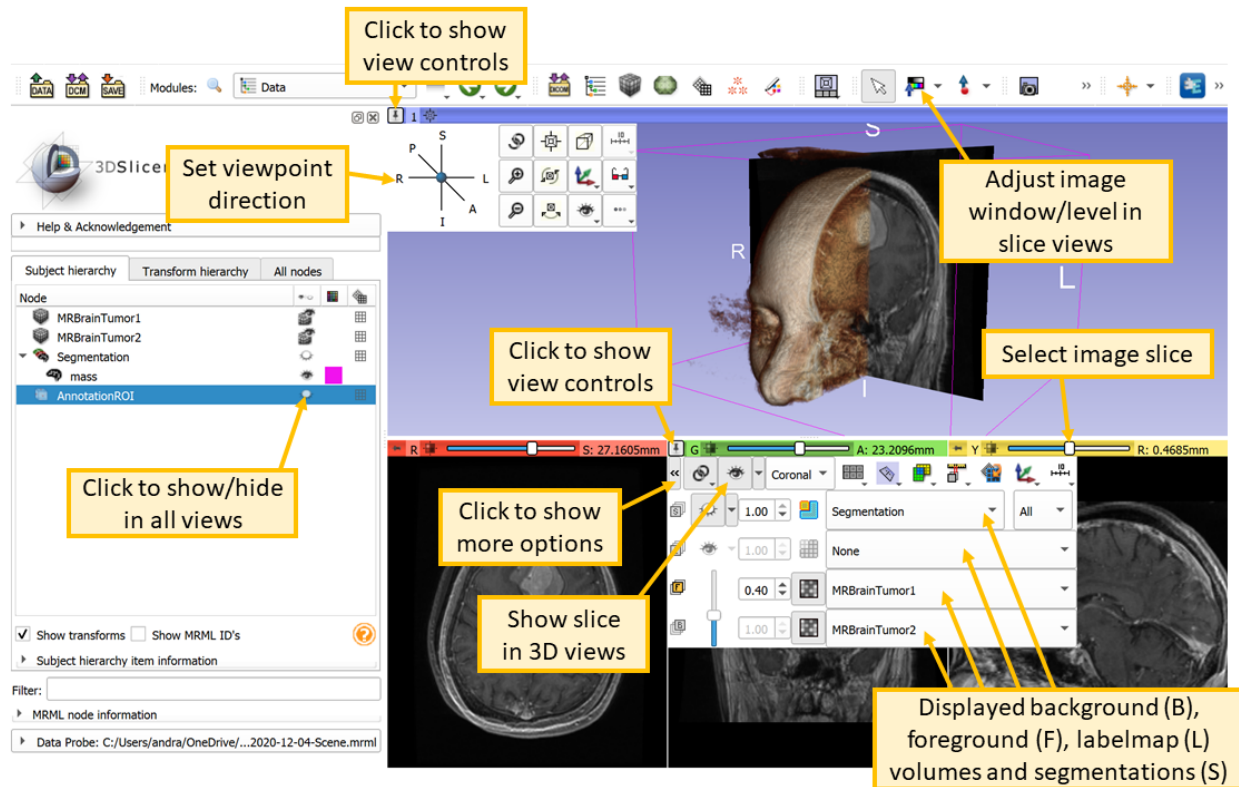 Click to show
view controls
DATA DCM SAVE Modules: Data DICOM
1
S
P
R L
A
I
3DSlicer
Set viewpoint
direction
Adjust image
window/level in
slice views
S
R
L
I
Help & Acknowledgement
Subject hierarchy Transform hierarchy All nodes
Node
MRBrainTumor1
MRBrainTumor2
Segmentation
mass
AnnotationROI
Click to show
view controls
Select image slice
R S: 27.1605mm G A: 23.2096mm Y R: 0.4685mm
Coronal
Click to show/hide
in all views
Click to show
more options
S 1.00 Segmentation All
1.00 None
F 0.40 MRBrainTumor1
B 1.00 MRBrainTumor2
Show slice
in 3D views
Show transforms Show MRML ID's
Subject hierarchy item information
Filter:
MRML node information
Data Probe: C:/Users/andra/OneDrive/...2020-12-04-Scene.mrml
Displayed background (B),
foreground (F), labelmap (L)
volumes and segmentations (S)